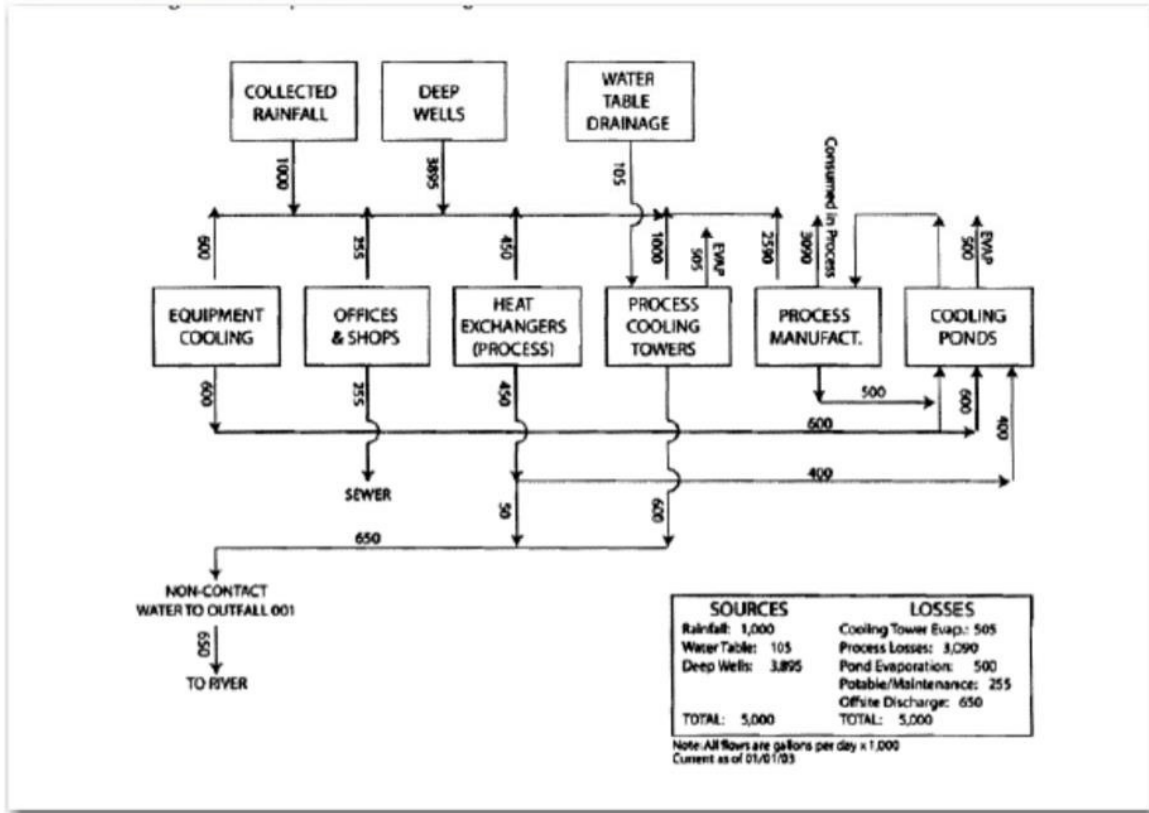 COLLECTED
RAINFALL
DEEP
WELLS
WATER
TABLE
DRAINAGE
1000
3895
105
600
255
450
1000
505
EVAP
2590
3090
Consumed in Process
500
EVAP
EQUIPMENT
COOLING
OFFICES
& SHOPS
HEAT
EXCHANGERS
(PROCESS)
PROCESS
COOLING
TOWERS
PROCESS
MANUFACT.
COOLING
PONDS
600
255
450
500
600
600
400
400
SEWER
50
600
650
NON-CONTACT
WATER TO OUTFALL 001
650
TO RIVER
SOURCES
Rainfall: 1,000
Water Table: 105
Deep Wells: 3,895
TOTAL: 5,000
LOSSES
Cooling Tower Evap.: 505
Process Losses: 3,090
Pond Evaporation: 500
Potable/Maintenance: 255
Offsite Discharge: 650
TOTAL: 5,000
Note: All flows are gallons per day x 1,000
Current as of 01/01/03